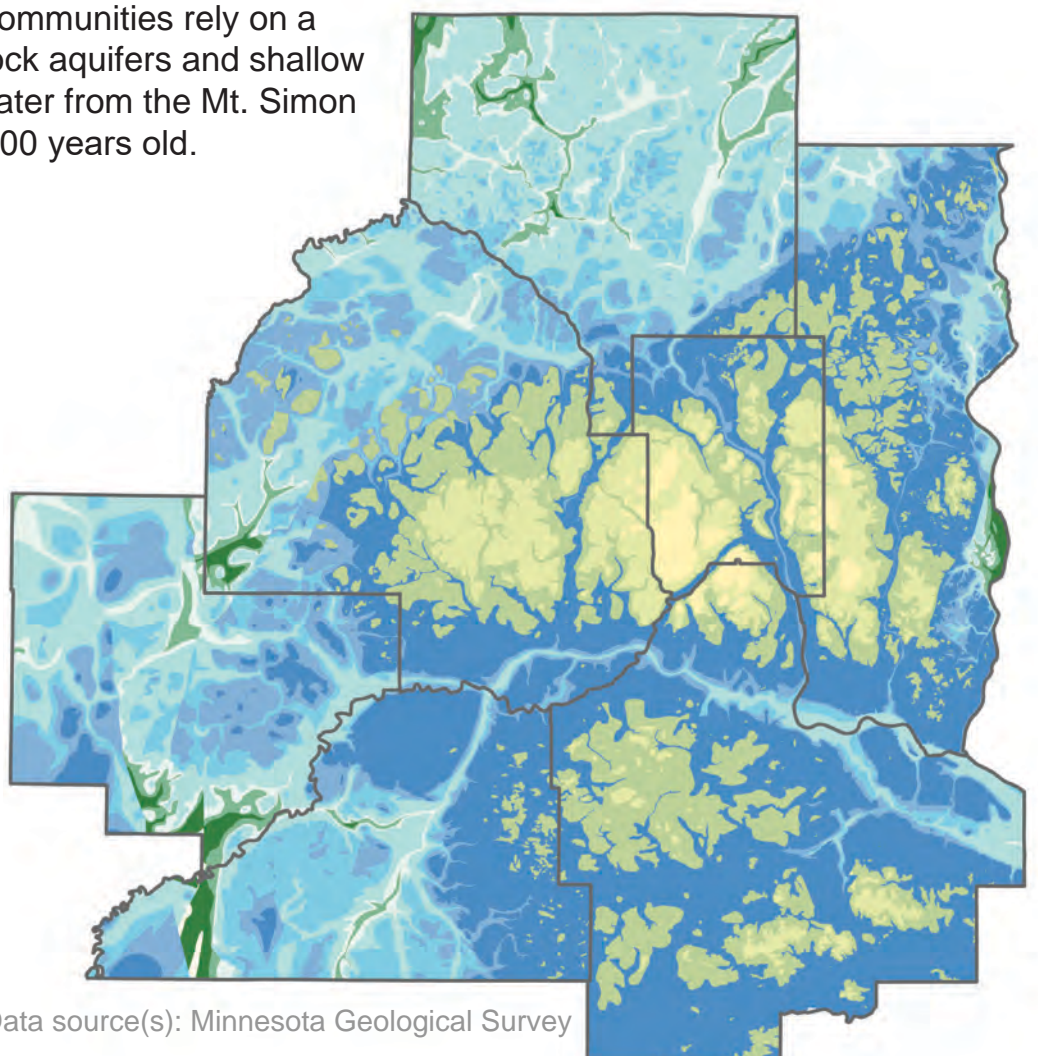 ommunities rely on a
ock aquifers and shallow
ater from the Mt. Simon
00 years old.
Data source(s): Minnesota Geological Survey